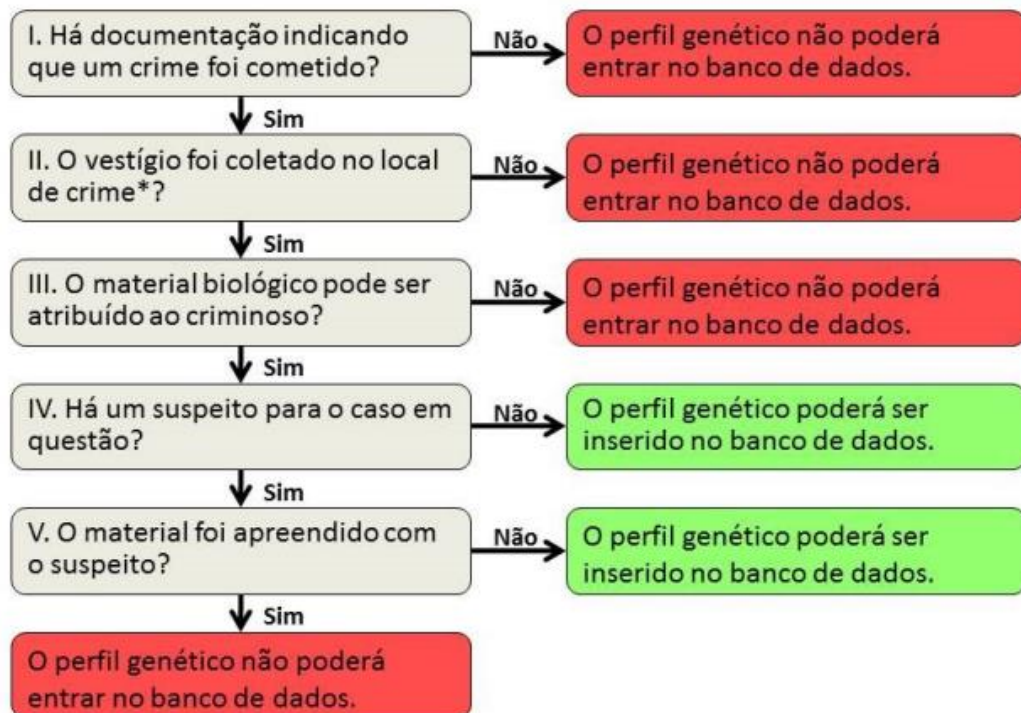 I. Há documentação indicando
que um crime foi cometido?
Não
O perfil genético não poderá
entrar no banco de dados.
Sim
II. O vestígio foi coletado no local
de crime*?
Não
O perfil genético não poderá
entrar no banco de dados.
Sim
III. O material biológico pode ser
atribuído ao criminoso?
Não
O perfil genético não poderá
entrar no banco de dados.
Sim
IV. Há um suspeito para o caso em
questão?
Não
O perfil genético poderá ser
inserido no banco de dados.
Sim
V. O material foi apreendido com
o suspeito?
Não
O perfil genético poderá ser
inserido no banco de dados.
Sim
O perfil genético não poderá
entrar no banco de dados.